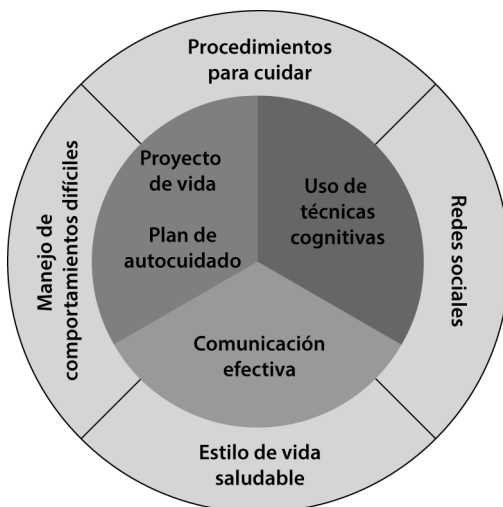 Procedimientos
para cuidar
Proyecto
de vida
Plan de
autocuidado
Uso de
técnicas
cognitivas
Manejo de
comportamientos difíciles
Redes sociales
Comunicación
efectiva
Estilo de vida
saludable